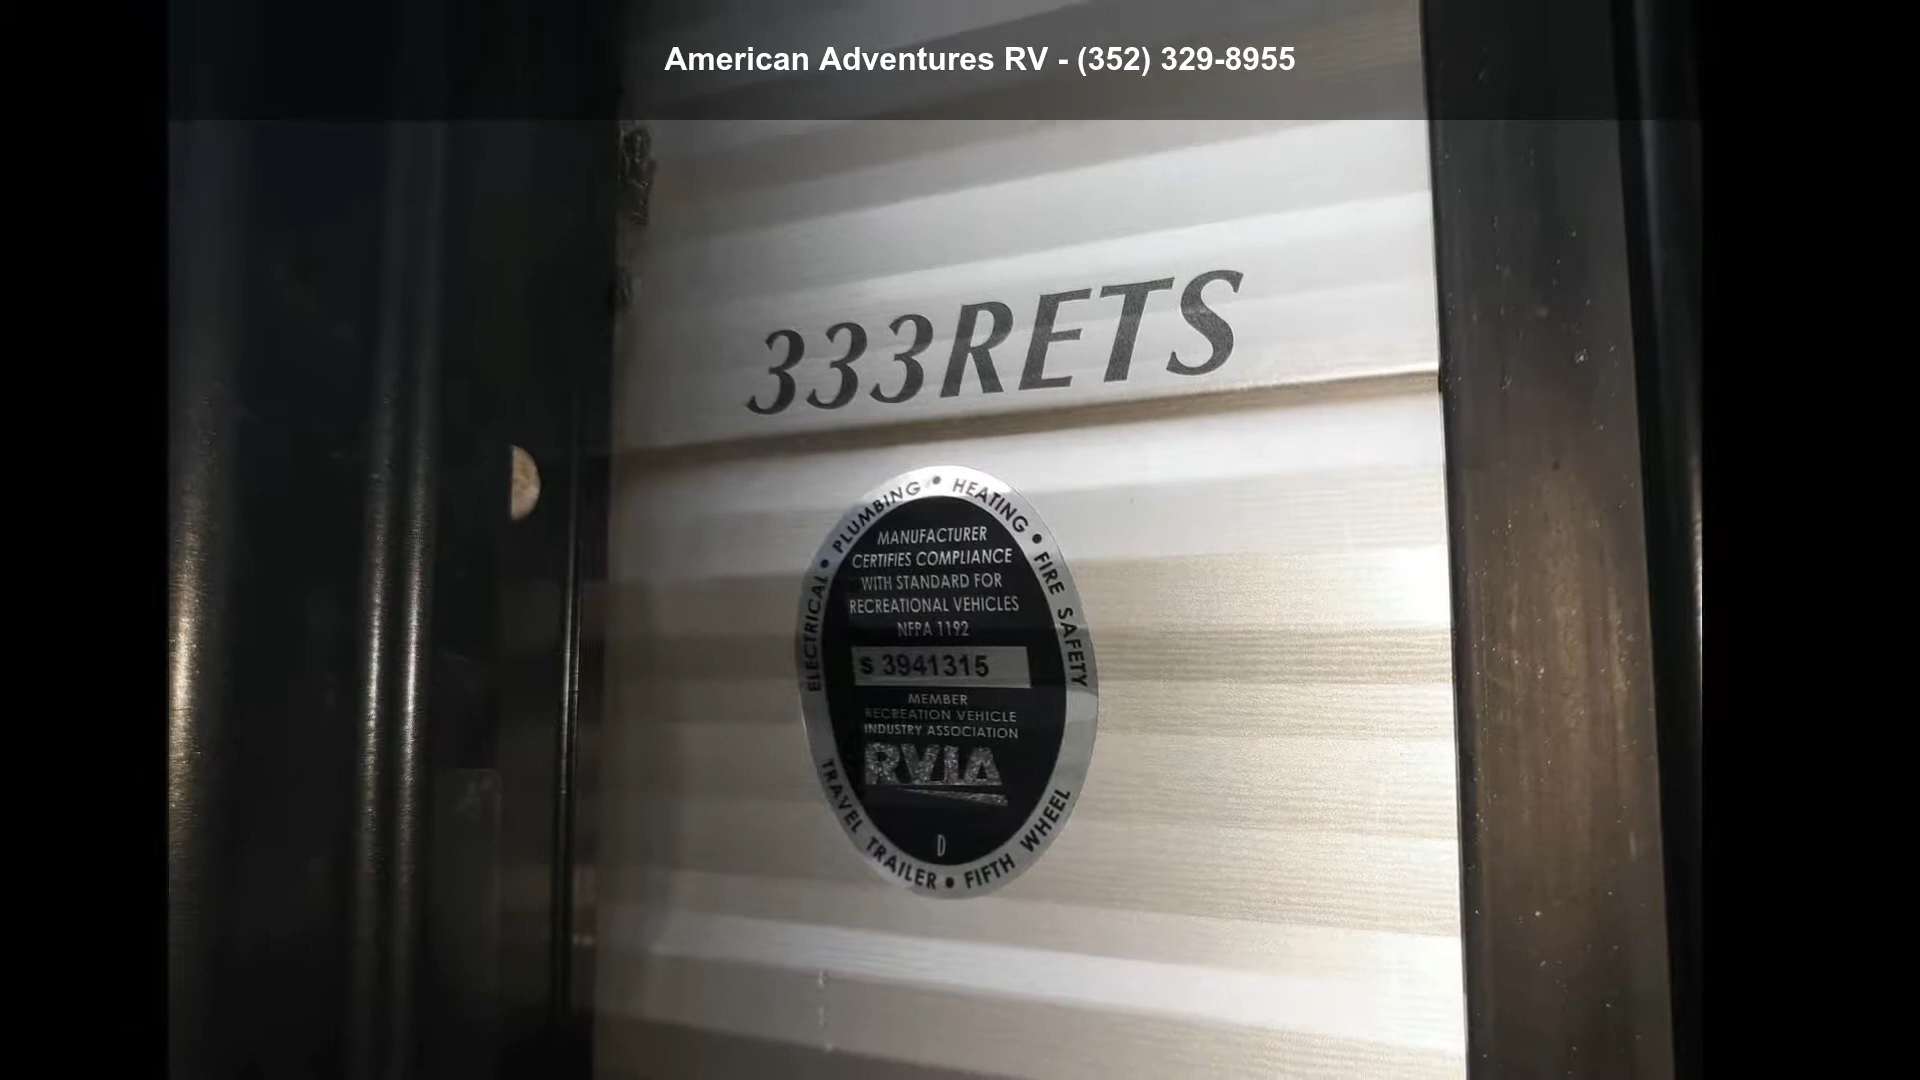 American Adventures RV - (352) 329-8955
333RETS
ELECTRICAL • PLUMBING • HEATING • FIRE SAFETY
MANUFACTURER
CERTIFIES COMPLIANCE
WITH STANDARD FOR
RECREATIONAL VEHICLES
NFPA 1192
S 3941315
MEMBER
RECREATION VEHICLE
INDUSTRY ASSOCIATION
RVIA
D
TRAVEL TRAILER • FIFTH WHEEL